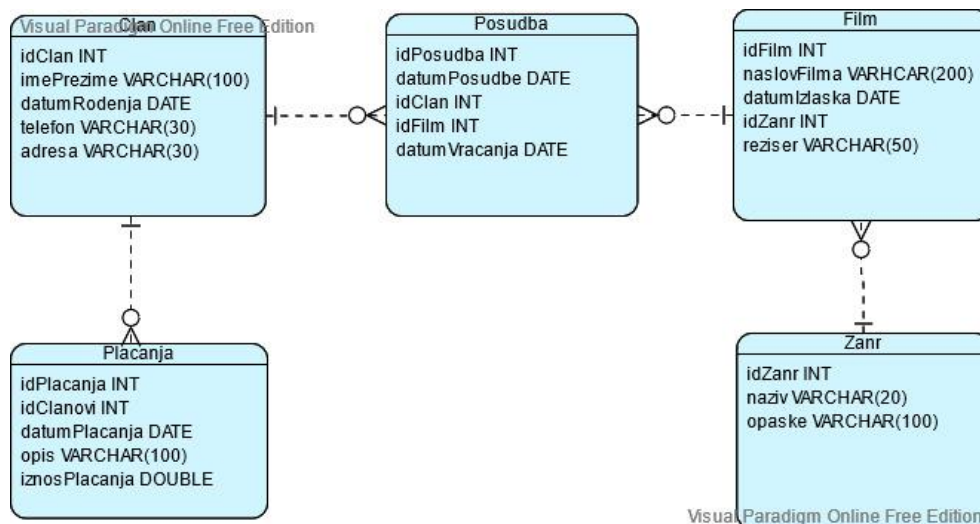 Visual Paradigm Online Free Edition
Clan
idClan INT
imePrezime VARCHAR(100)
datumRodenja DATE
telefon VARCHAR(30)
adresa VARCHAR(30)
Posudba
idPosudba INT
datumPosudbe DATE
idClan INT
idFilm INT
datumVracanja DATE
Film
idFilm INT
naslovFilma VARHCAR(200)
datumIzlaska DATE
idZanr INT
reziser VARCHAR(50)
Placanja
idPlacanja INT
idClanovi INT
datumPlacanja DATE
opis VARCHAR(100)
iznosPlacanja DOUBLE
Zanr
idZanr INT
naziv VARCHAR(20)
opaske VARCHAR(100)
Visual Paradigm Online Free Edition